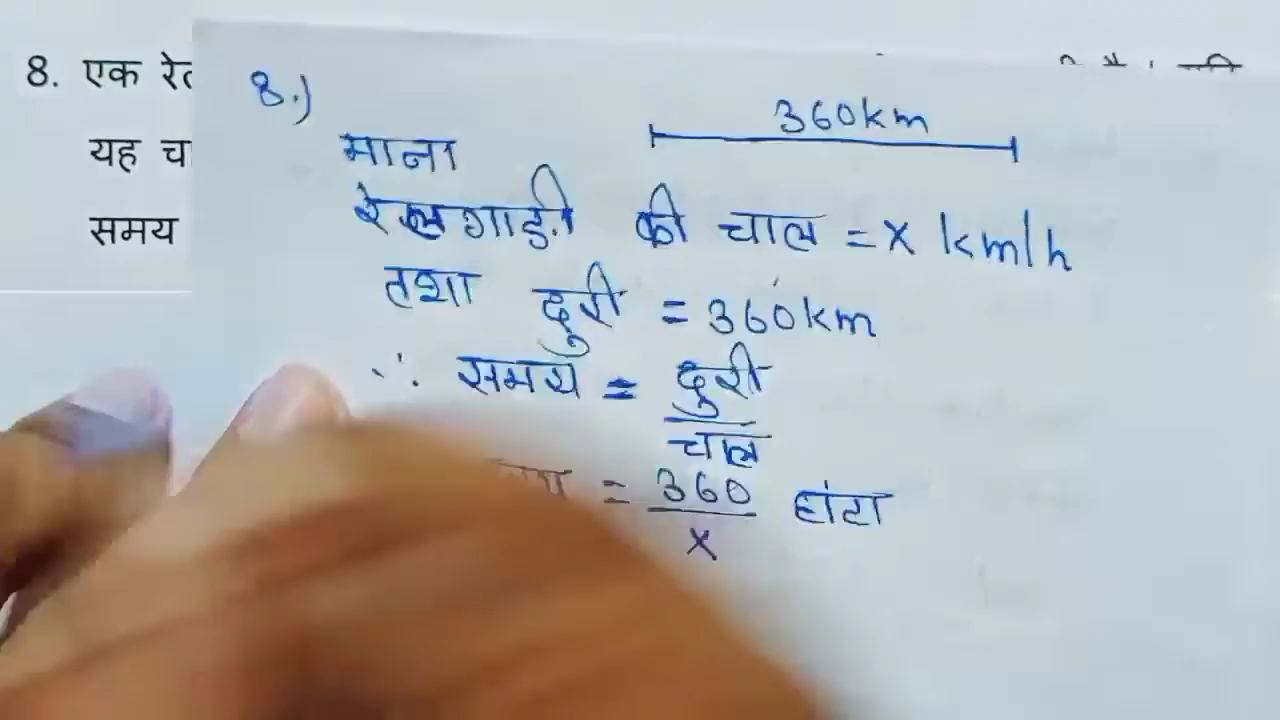 8. एक
यह
समय
8.)
360km
माना
रेलगाड़ी की चाल = x km/h
तथा दुरी = 360km
∴ समय = दुरी
चाल
= 360 घंटा
x